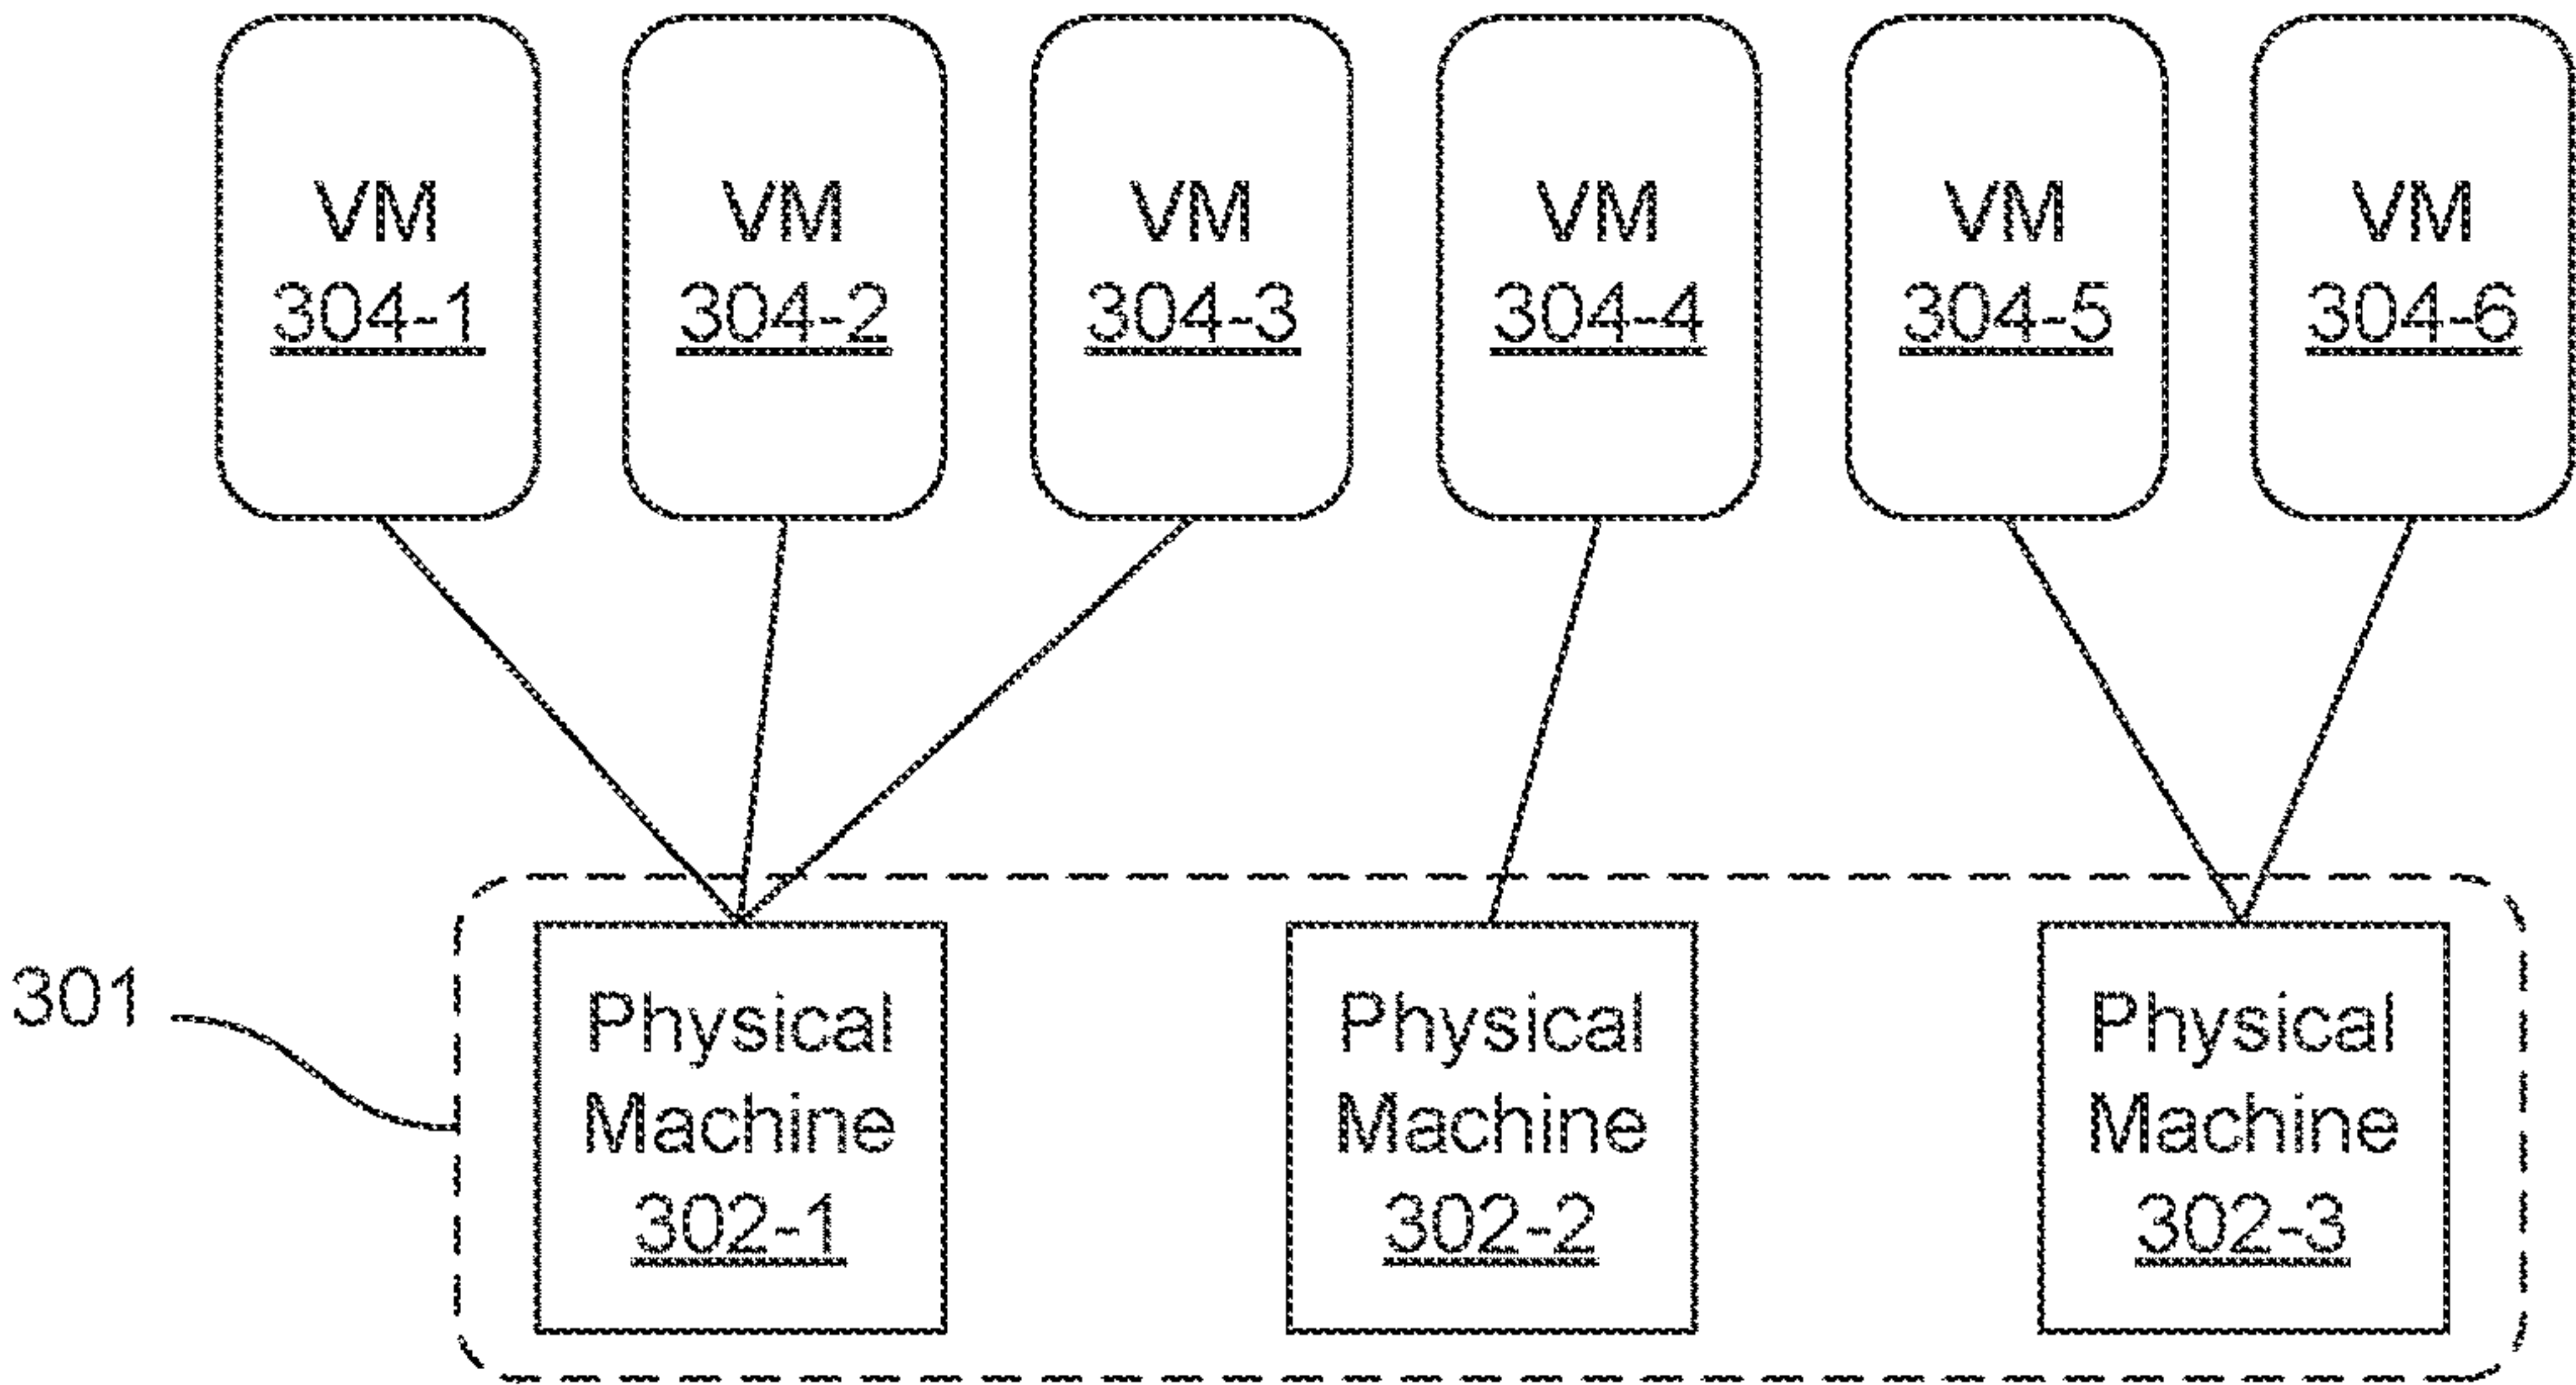 VM
304-1
VM
304-2
VM
304-3
VM
304-4
VM
304-5
VM
304-6
301
Physical
Machine
302-1
Physical
Machine
302-2
Physical
Machine
302-3